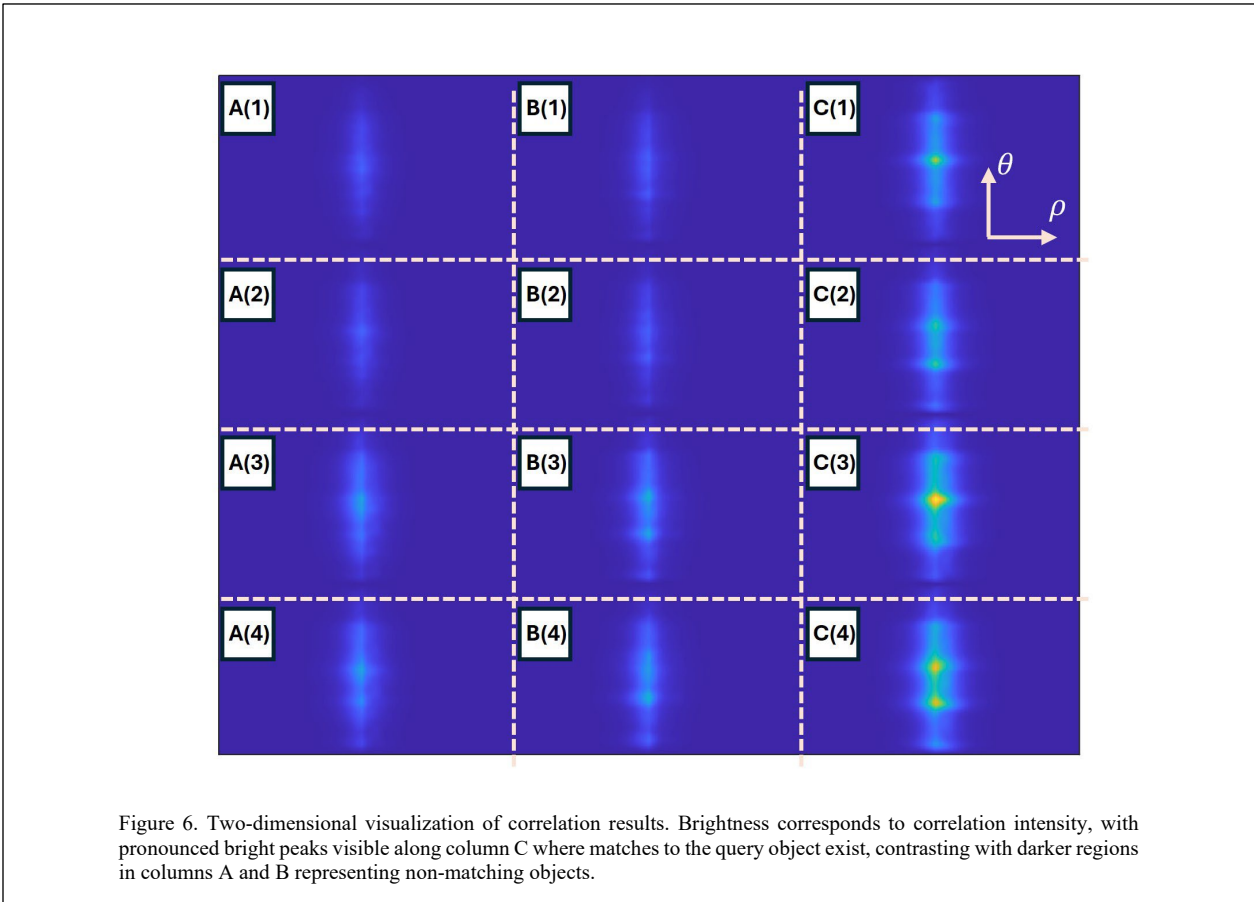 A(1)
B(1)
C(1)
θ
ρ
A(2)
B(2)
C(2)
A(3)
B(3)
C(3)
A(4)
B(4)
C(4)
Figure 6. Two-dimensional visualization of correlation results. Brightness corresponds to correlation intensity, with
pronounced bright peaks visible along column C where matches to the query object exist, contrasting with darker regions
in columns A and B representing non-matching objects.